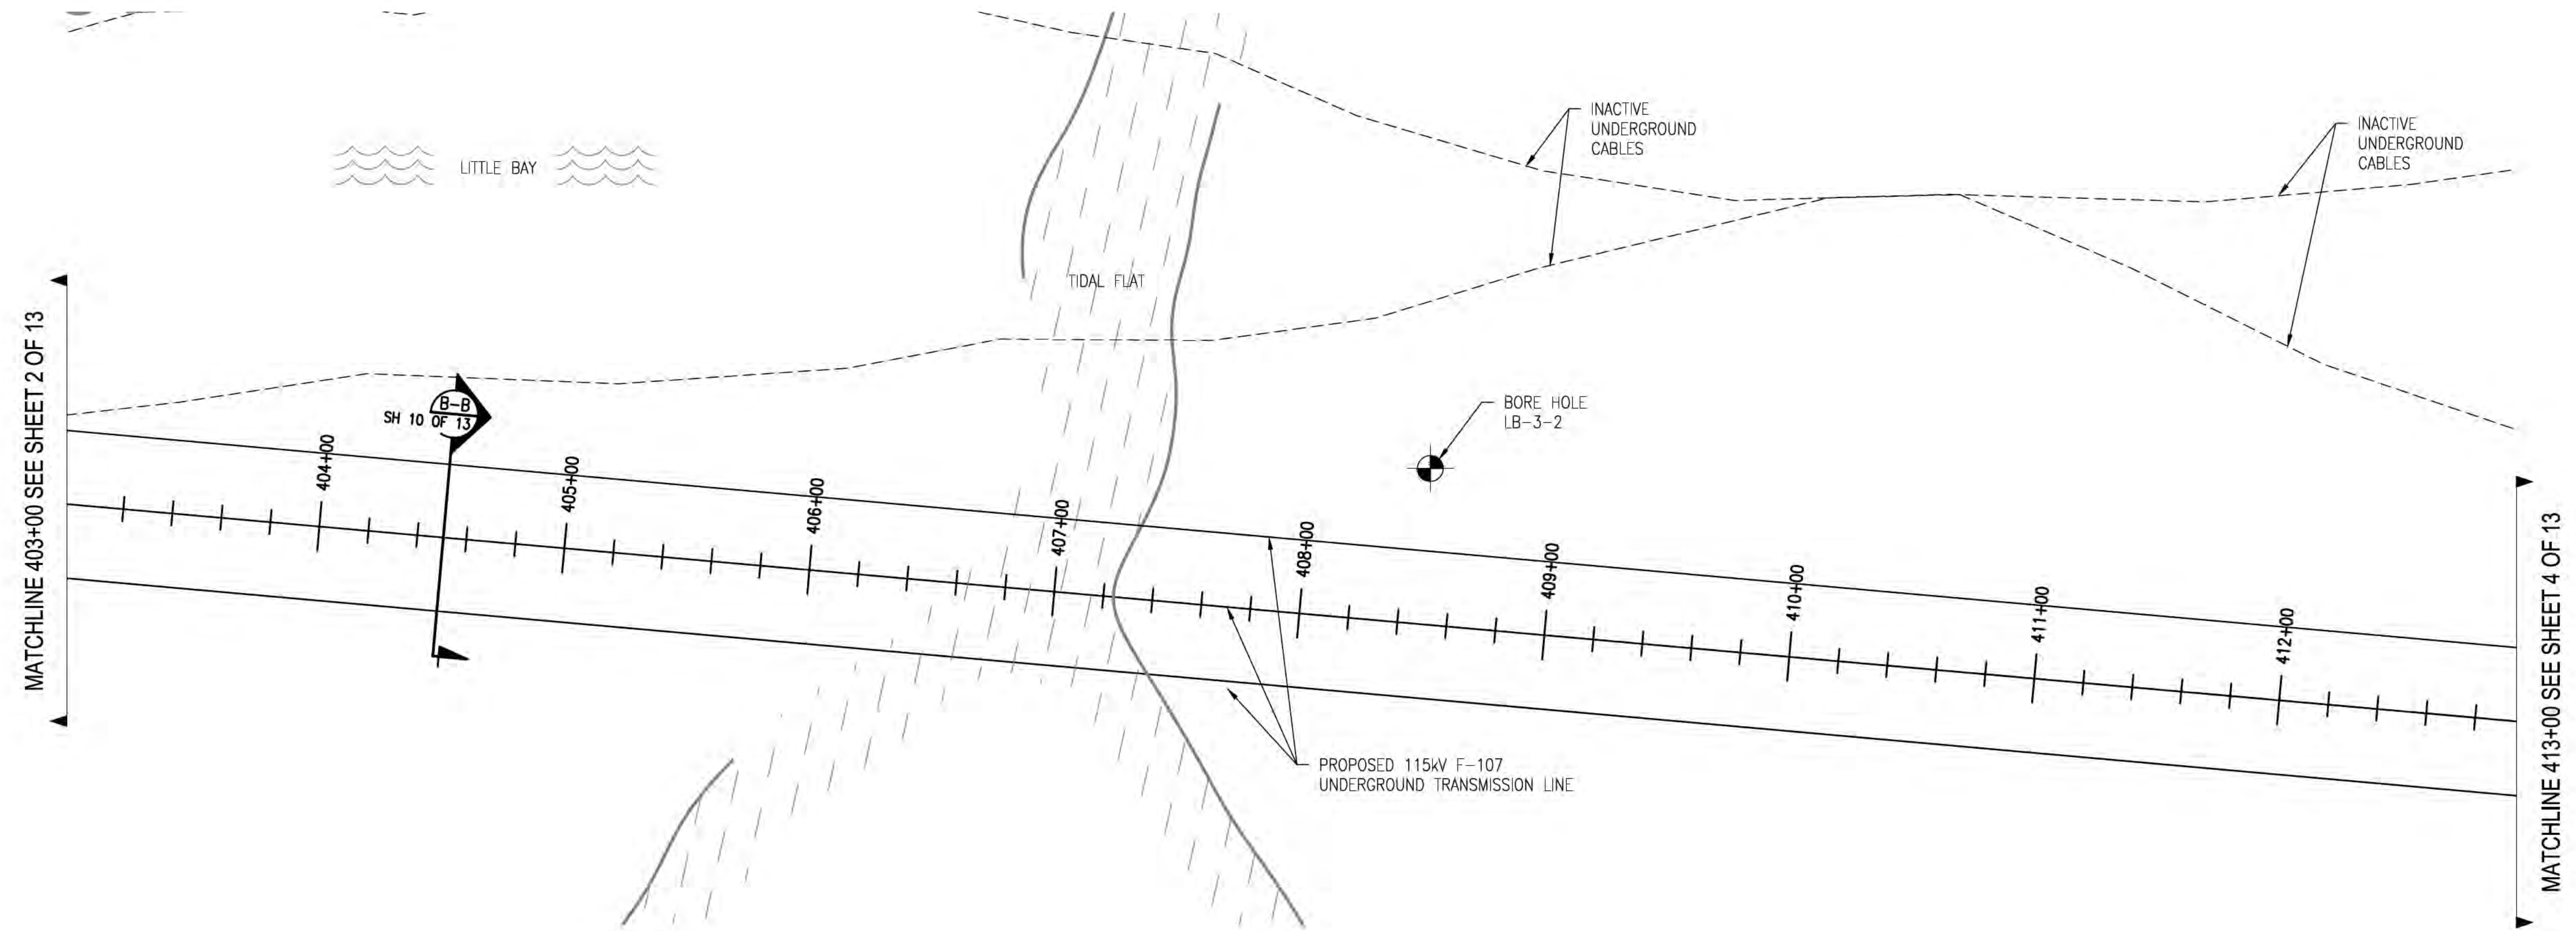 INACTIVE
UNDERGROUND
CABLES
INACTIVE
UNDERGROUND
CABLES
LITTLE BAY
TIDAL FLAT
MATCHLINE 403+00 SEE SHEET 2 OF 13
B-B
SH 10 OF 13
BORE HOLE
LB-3-2
404+00
405+00
406+00
407+00
408+00
409+00
410+00
411+00
412+00
PROPOSED 115kV F-107
UNDERGROUND TRANSMISSION LINE
MATCHLINE 413+00 SEE SHEET 4 OF 13